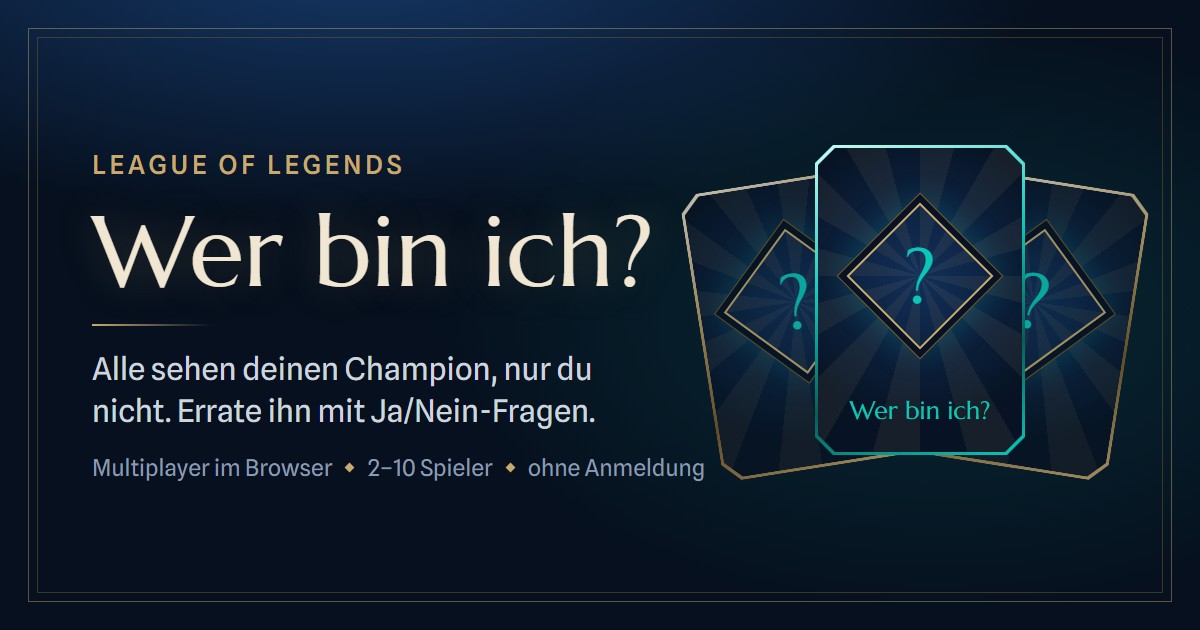 LEAGUE OF LEGENDS
Wer bin ich?
Alle sehen deinen Champion, nur du
nicht. Errate ihn mit Ja/Nein-Fragen.
Multiplayer im Browser ◆ 2–10 Spieler ◆ ohne Anmeldung
?
?
?
Wer bin ich?